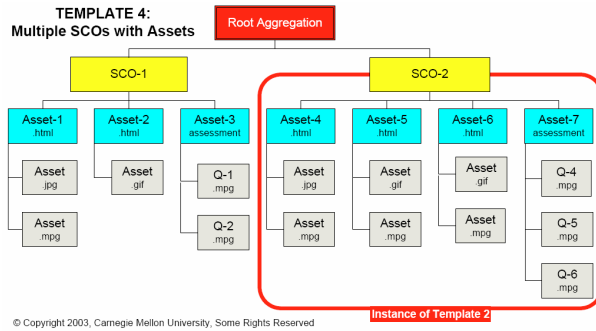 TEMPLATE 4:
Multiple SCOs with Assets
Root Aggregation
SCO-1
SCO-2
Asset-1
.html
Asset-2
.html
Asset-3
assessment
Asset-4
.html
Asset-5
.html
Asset-6
.html
Asset-7
assessment
Asset
.jpg
Asset
.gif
Q-1
.mpg
Asset
.jpg
Asset
.gif
Asset
.gif
Q-4
.mpg
Asset
.mpg
Q-2
.mpg
Asset
.mpg
Asset
.mpg
Asset
.mpg
Q-5
.mpg
Q-6
.mpg
Instance of Template 2
© Copyright 2003, Carnegie Mellon University, Some Rights Reserved